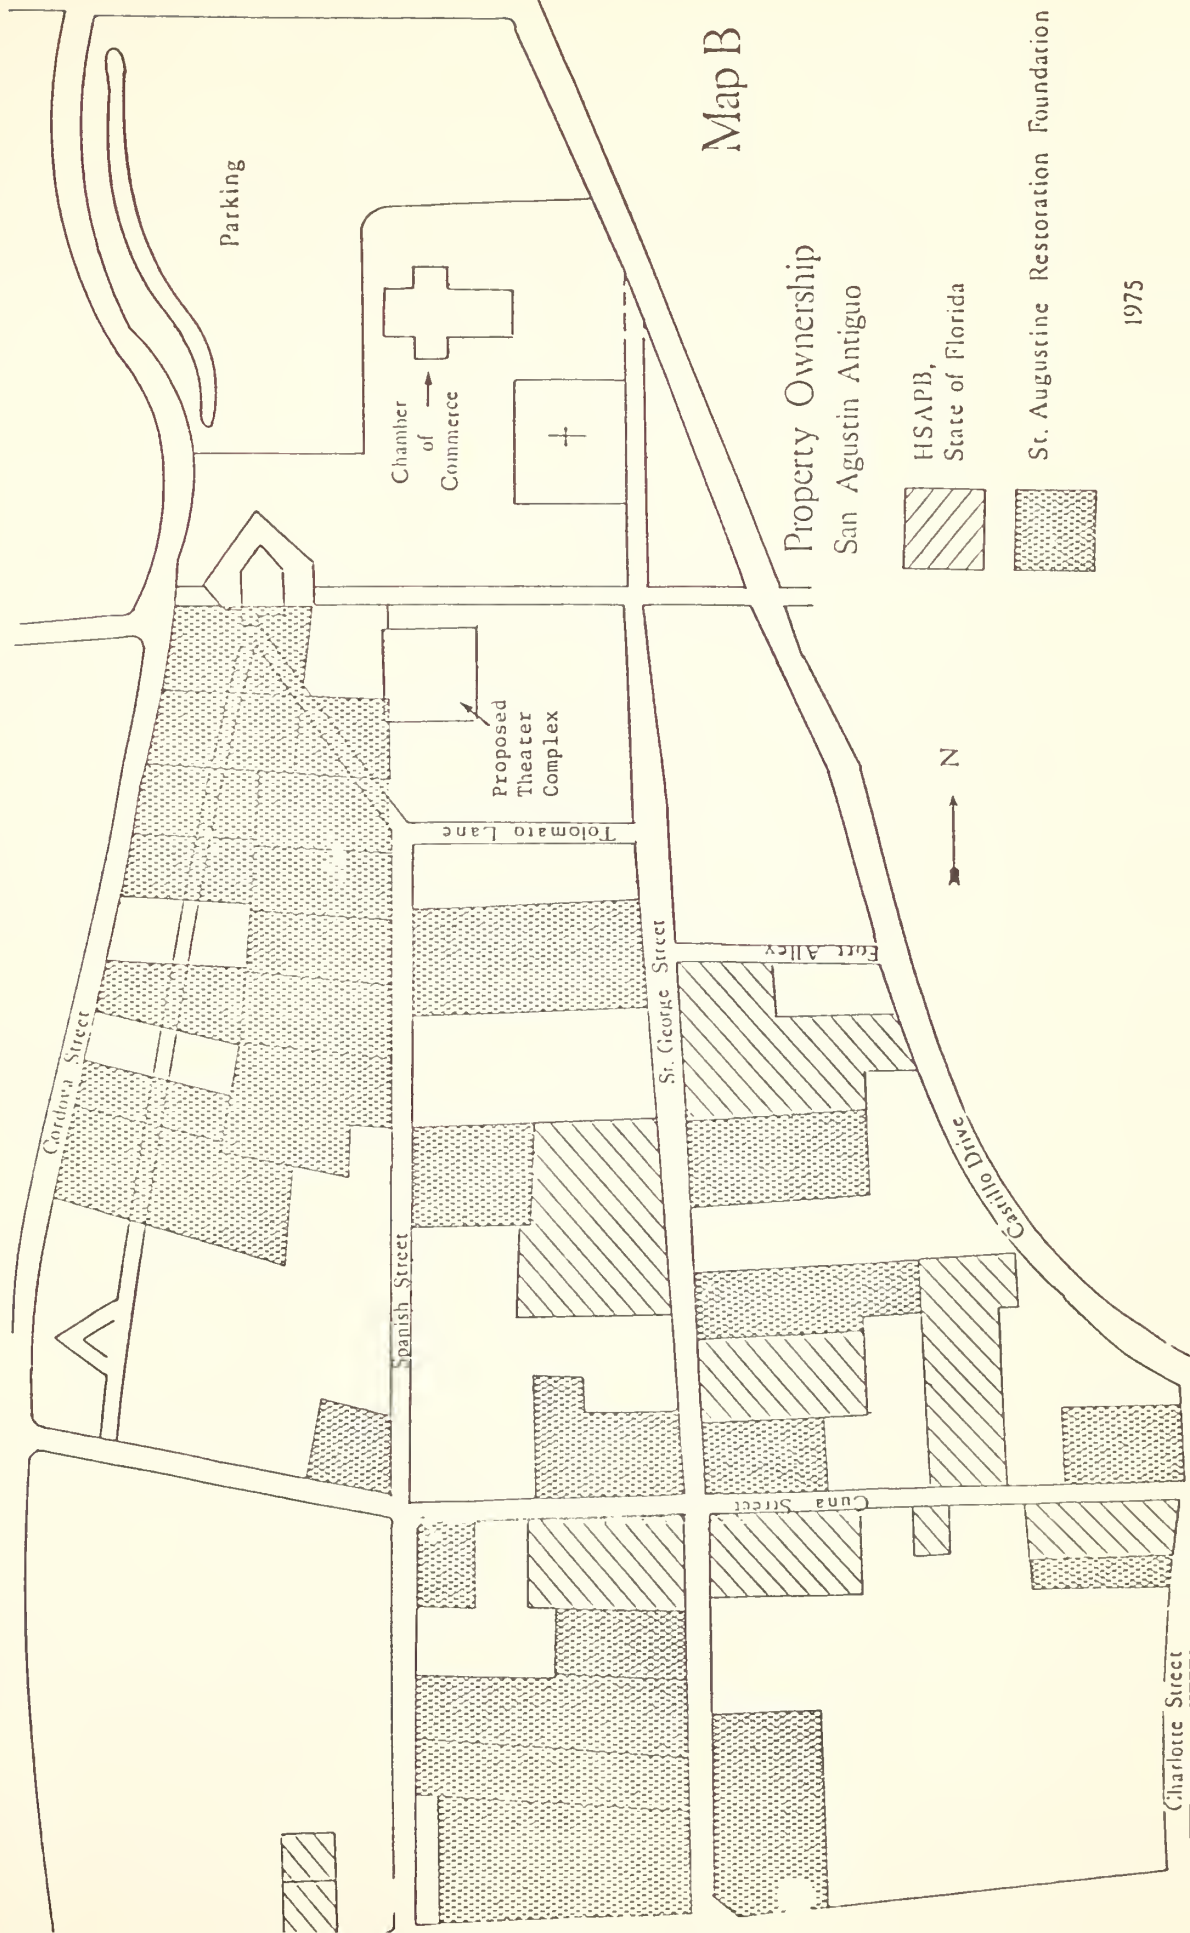 Map B
Property Ownership
San Agustin Antiguo
HSAPB,
State of Florida
St. Augustine Restoration Foundation
1975
N
Parking
Chamber
of
Commerce
Proposed
Theater
Complex
Tolomato Lane
Cordova Street
Spanish Street
St. George Street
Fort Alley
Castillo Drive
Cuna Street
Charlotte Street